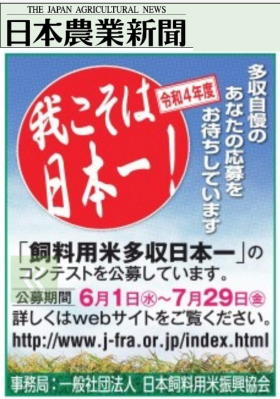 THE JAPAN AGRICULTURAL NEWS
日本農業新聞
令和4年度
我こそは
日本一!
多収自慢の
あなたの応募を
お待ちしています
「飼料用米多収日本一」の
コンテストを公募しています。
公募期間 6月1日㊌〜7月29日㊎
詳しくはwebサイトをご覧ください。
http://www.j-fra.or.jp/index.html
事務局:一般社団法人 日本飼料用米振興協会